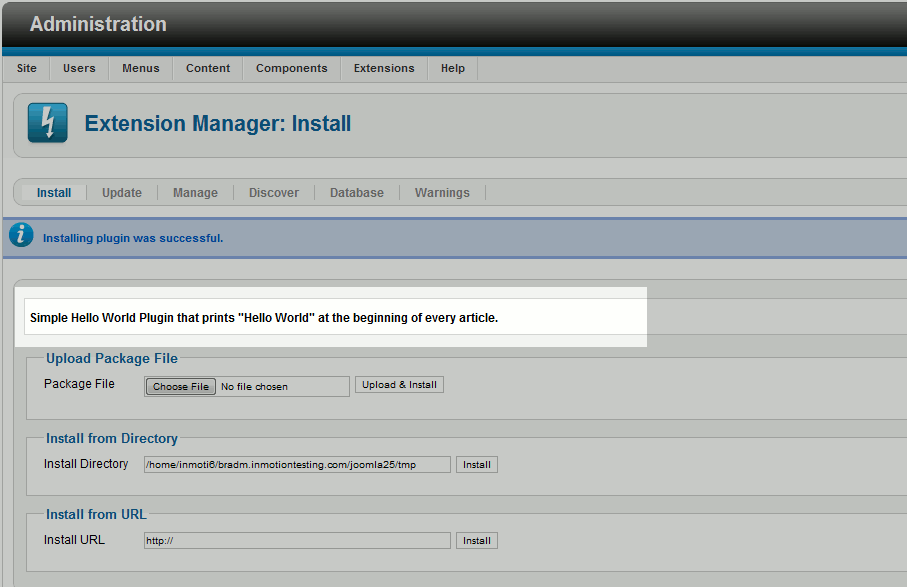 Administration
Site Users Menus Content Components Extensions Help
Extension Manager: Install
Install Update Manage Discover Database Warnings
Installing plugin was successful.
Simple Hello World Plugin that prints "Hello World" at the beginning of every article.
Upload Package File
Package File Choose File No file chosen Upload & Install
Install from Directory
Install Directory /home/inmoti6/bradm.inmotiontesting.com/joomla25/tmp Install
Install from URL
Install URL http:// Install